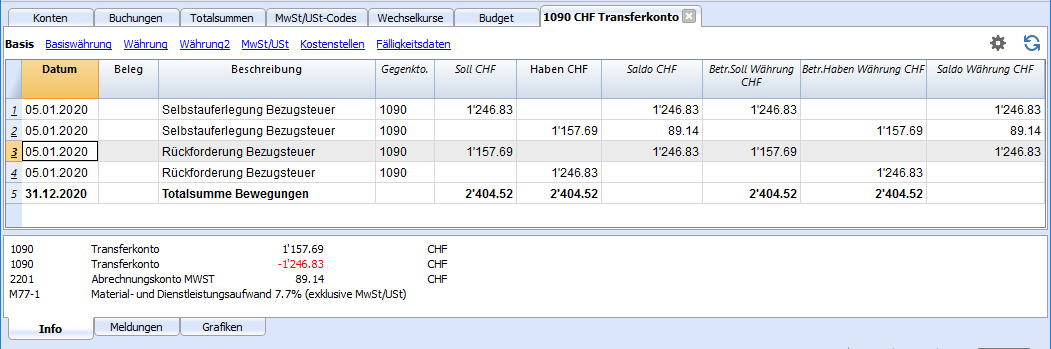 Konten Buchungen Totalsummen MwSt/USt-Codes Wechselkurse Budget 1090 CHF Transferkonto
Basis Basiswährung Währung Währung2 MwSt/USt Kostenstellen Fälligkeitsdaten
Datum Beleg Beschreibung Gegenkto. Soll CHF Haben CHF Saldo CHF Betr.Soll Währung CHF Betr.Haben Währung CHF Saldo Währung CHF
1 05.01.2020 Selbstauferlegung Bezugsteuer 1090 1'246.83 1'246.83 1'246.83 1'246.83
2 05.01.2020 Selbstauferlegung Bezugsteuer 1090 1'157.69 89.14 1'157.69 89.14
3 05.01.2020 Rückforderung Bezugsteuer 1090 1'157.69 1'246.83 1'157.69 1'246.83
4 05.01.2020 Rückforderung Bezugsteuer 1090 1'246.83 1'246.83
5 31.12.2020 Totalsumme Bewegungen 2'404.52 2'404.52 2'404.52 2'404.52
1090 Transferkonto 1'157.69 CHF
1090 Transferkonto -1'246.83 CHF
2201 Abrechnungskonto MWST 89.14 CHF
M77-1 Material- und Dienstleistungsaufwand 7.7% (exklusive MwSt/USt)
Info Meldungen Grafiken